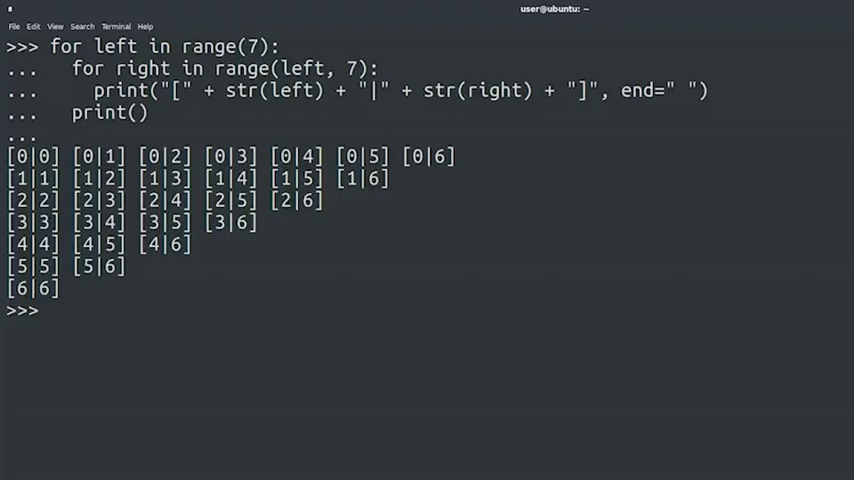 user@ubuntu: ~
File Edit View Search Terminal Help
>>> for left in range(7):
...   for right in range(left, 7):
...     print("[" + str(left) + "|" + str(right) + "]", end=" ")
...   print()
...
[0|0] [0|1] [0|2] [0|3] [0|4] [0|5] [0|6]
[1|1] [1|2] [1|3] [1|4] [1|5] [1|6]
[2|2] [2|3] [2|4] [2|5] [2|6]
[3|3] [3|4] [3|5] [3|6]
[4|4] [4|5] [4|6]
[5|5] [5|6]
[6|6]
>>>